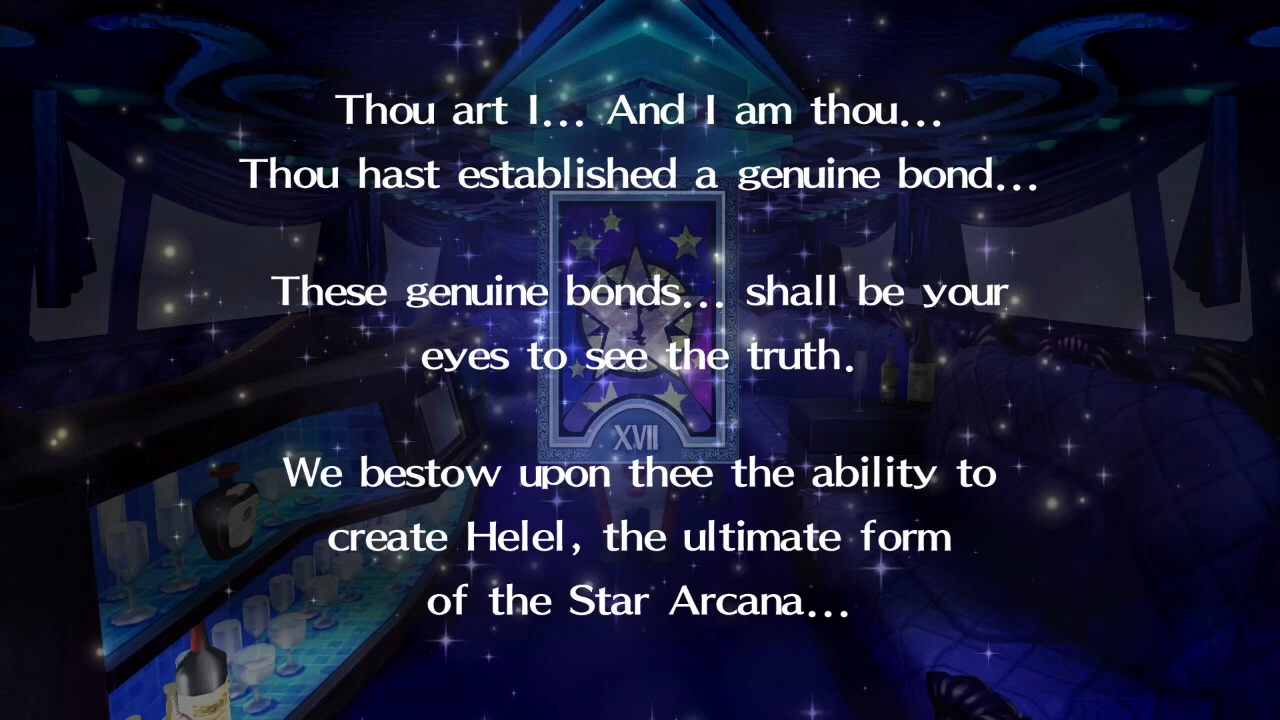 Thou art I... And I am thou...
Thou hast established a genuine bond...
These genuine bonds... shall be your
eyes to see the truth.
XVII
We bestow upon thee the ability to
create Helel, the ultimate form
of the Star Arcana...